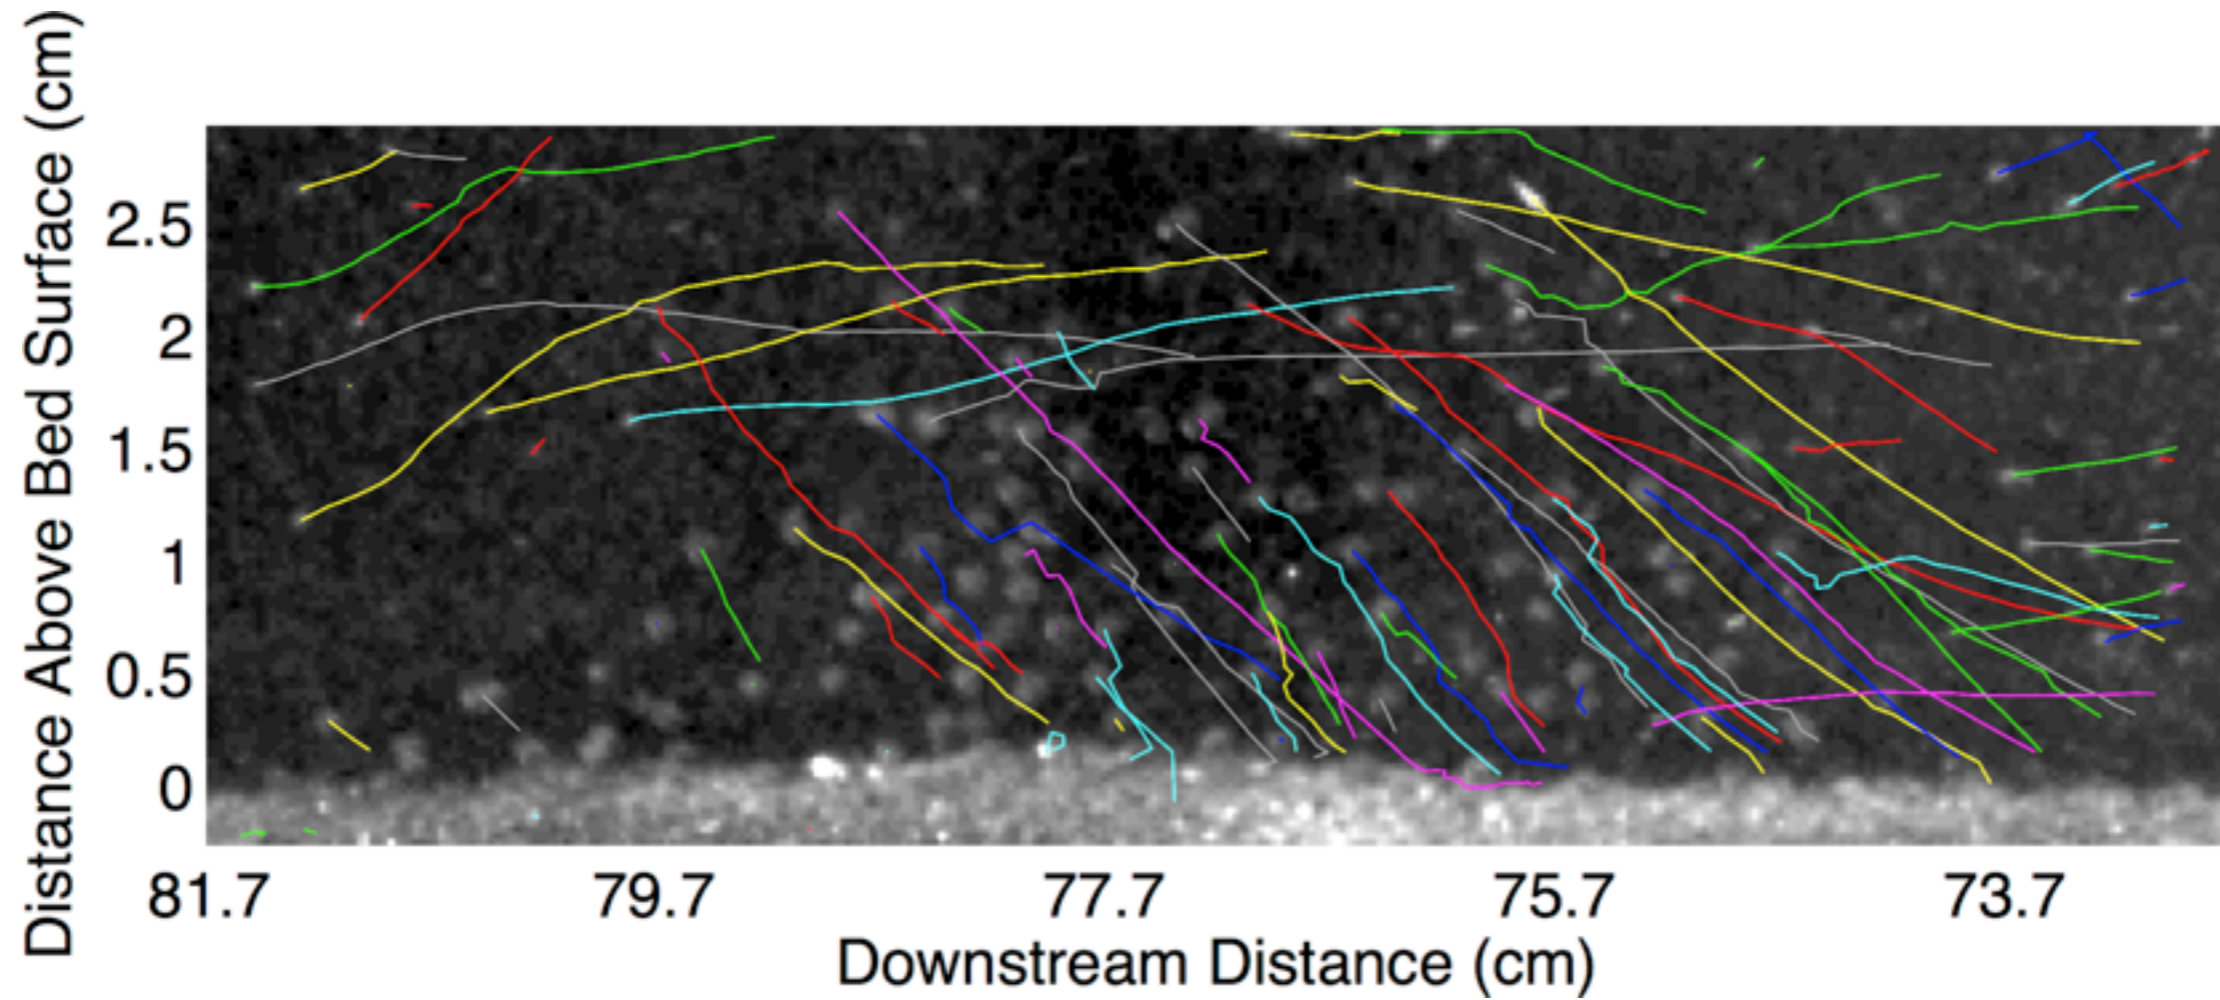 Distance Above Bed Surface (cm)
2.5
2
1.5
1
0.5
0
81.7 79.7 77.7 75.7 73.7
Downstream Distance (cm)